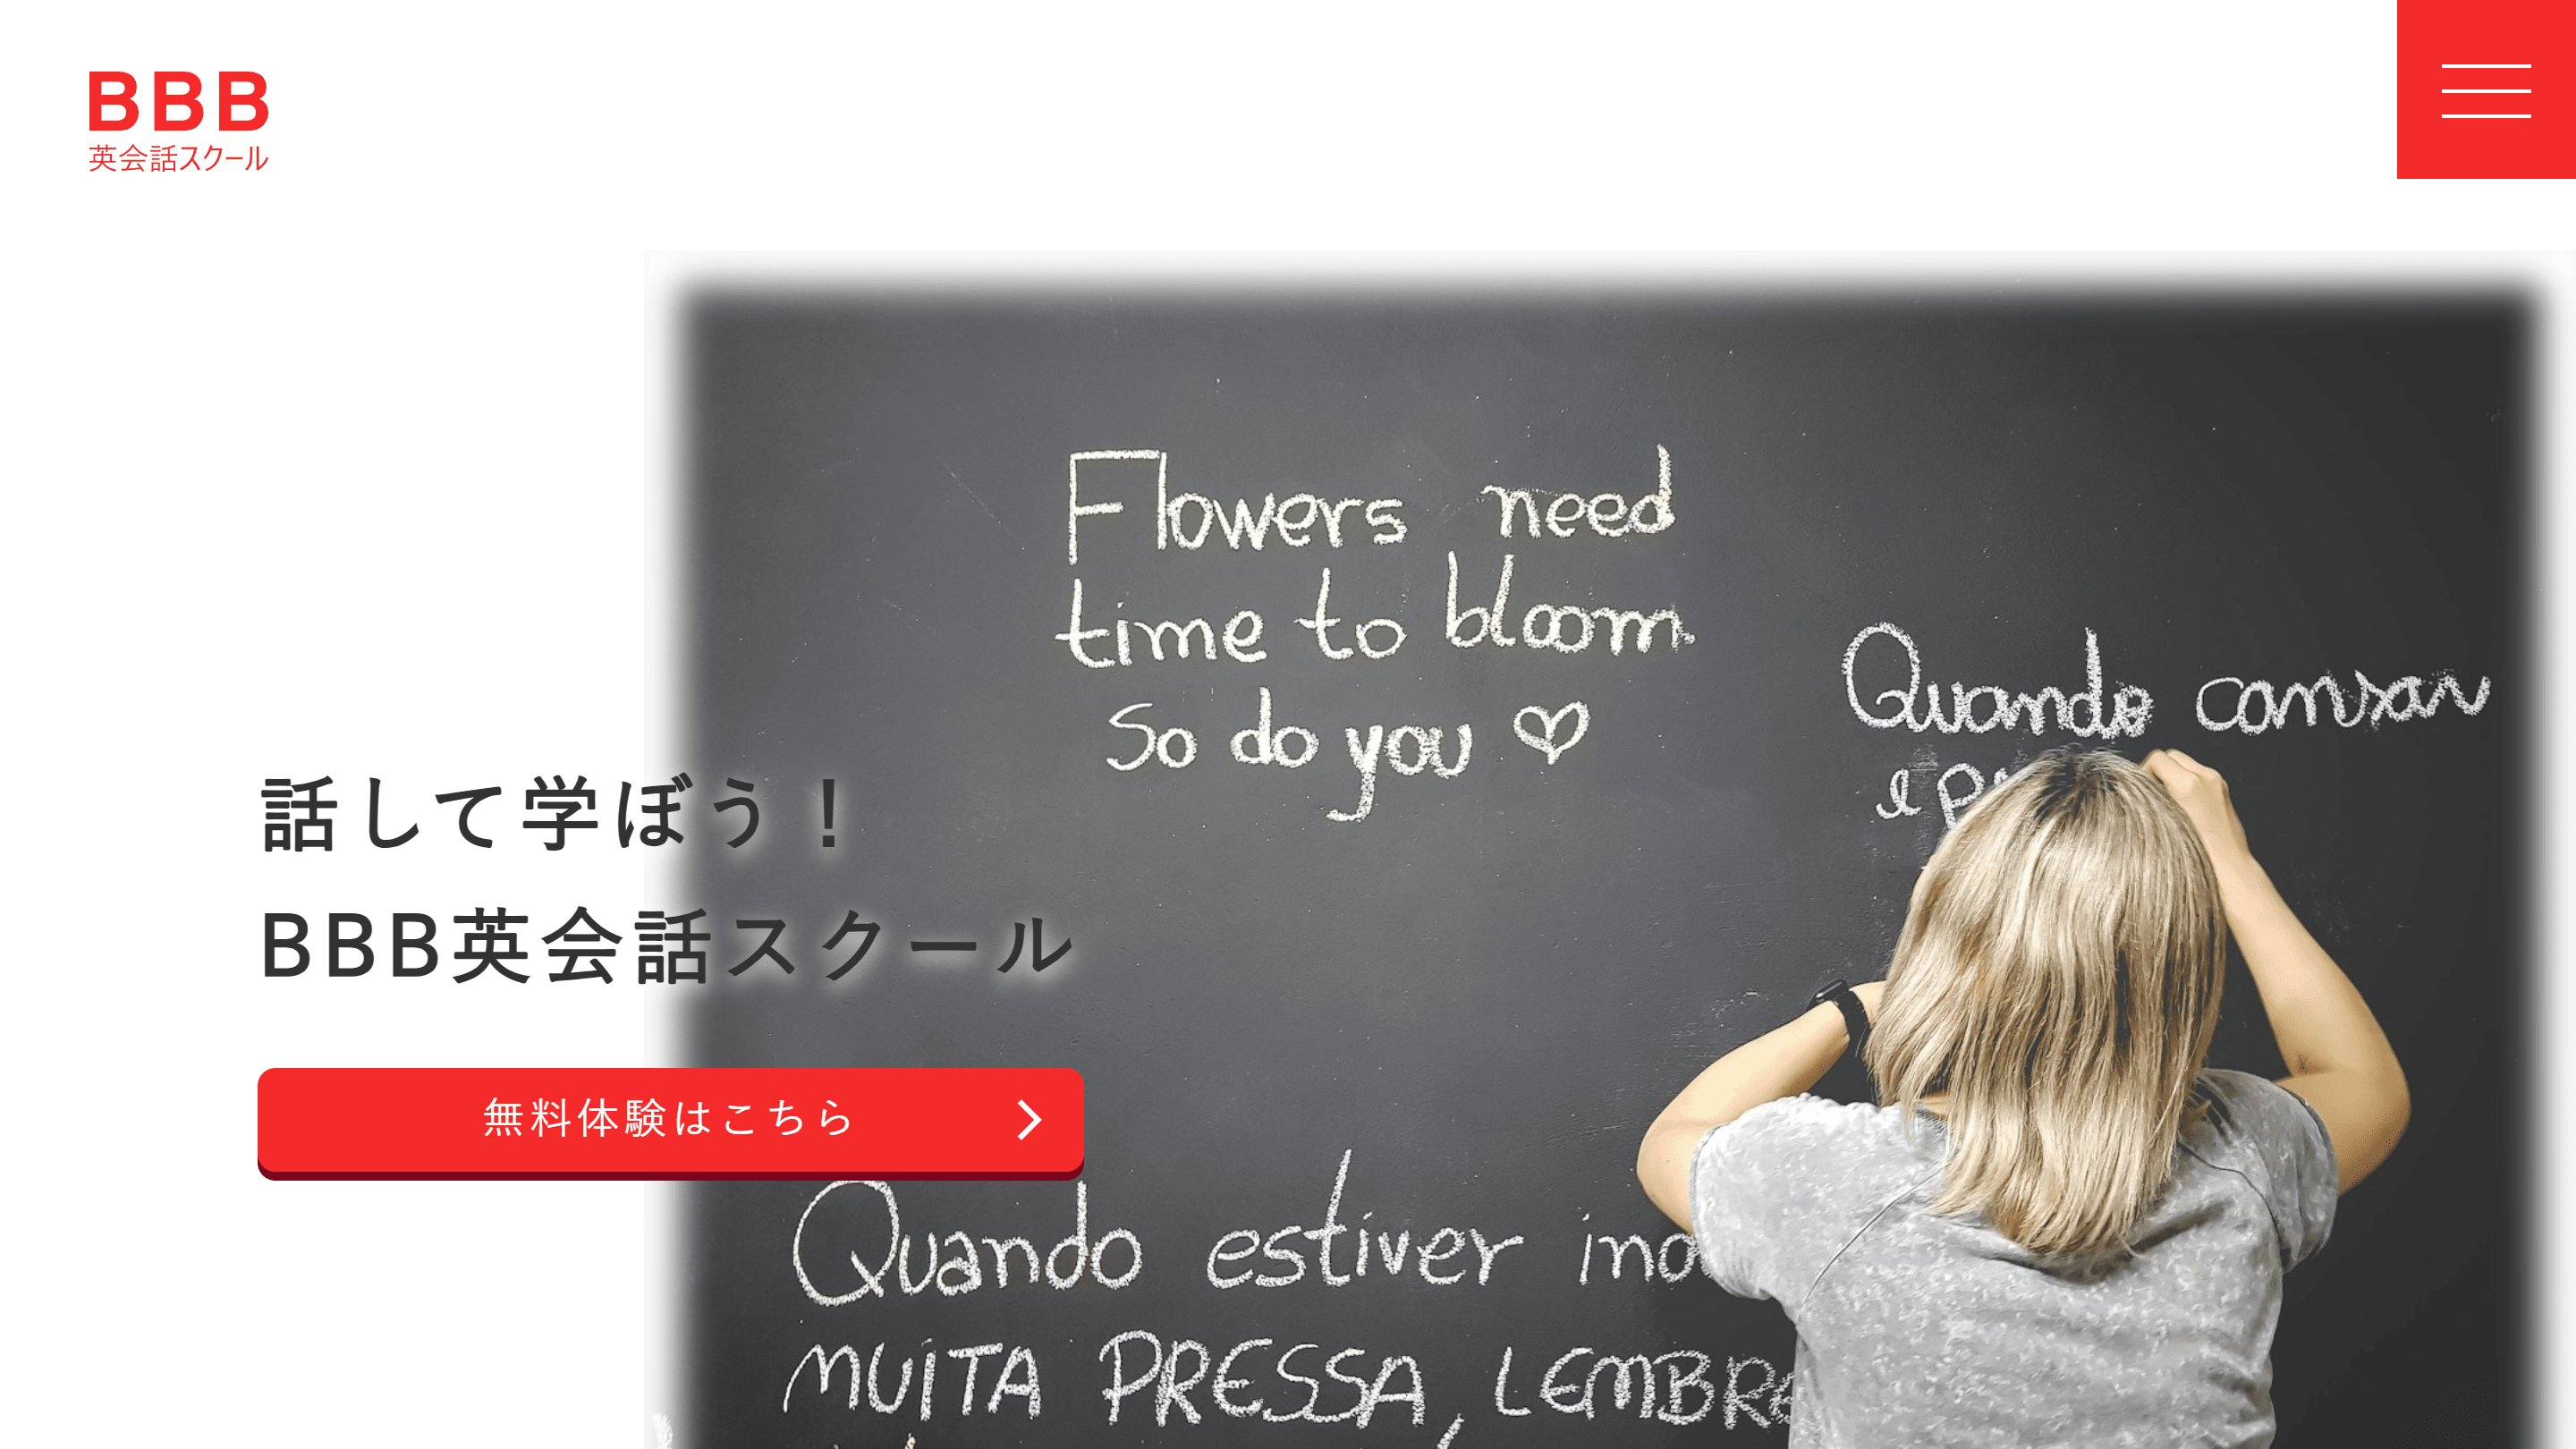 BBB
英会話スクール
Flowers need
time to bloom.
So do you
Quando cansar
e
話して学ぼう！
BBB英会話スクール
無料体験はこちら
Quando estiver
MUITA PRESSA, LEMBRE